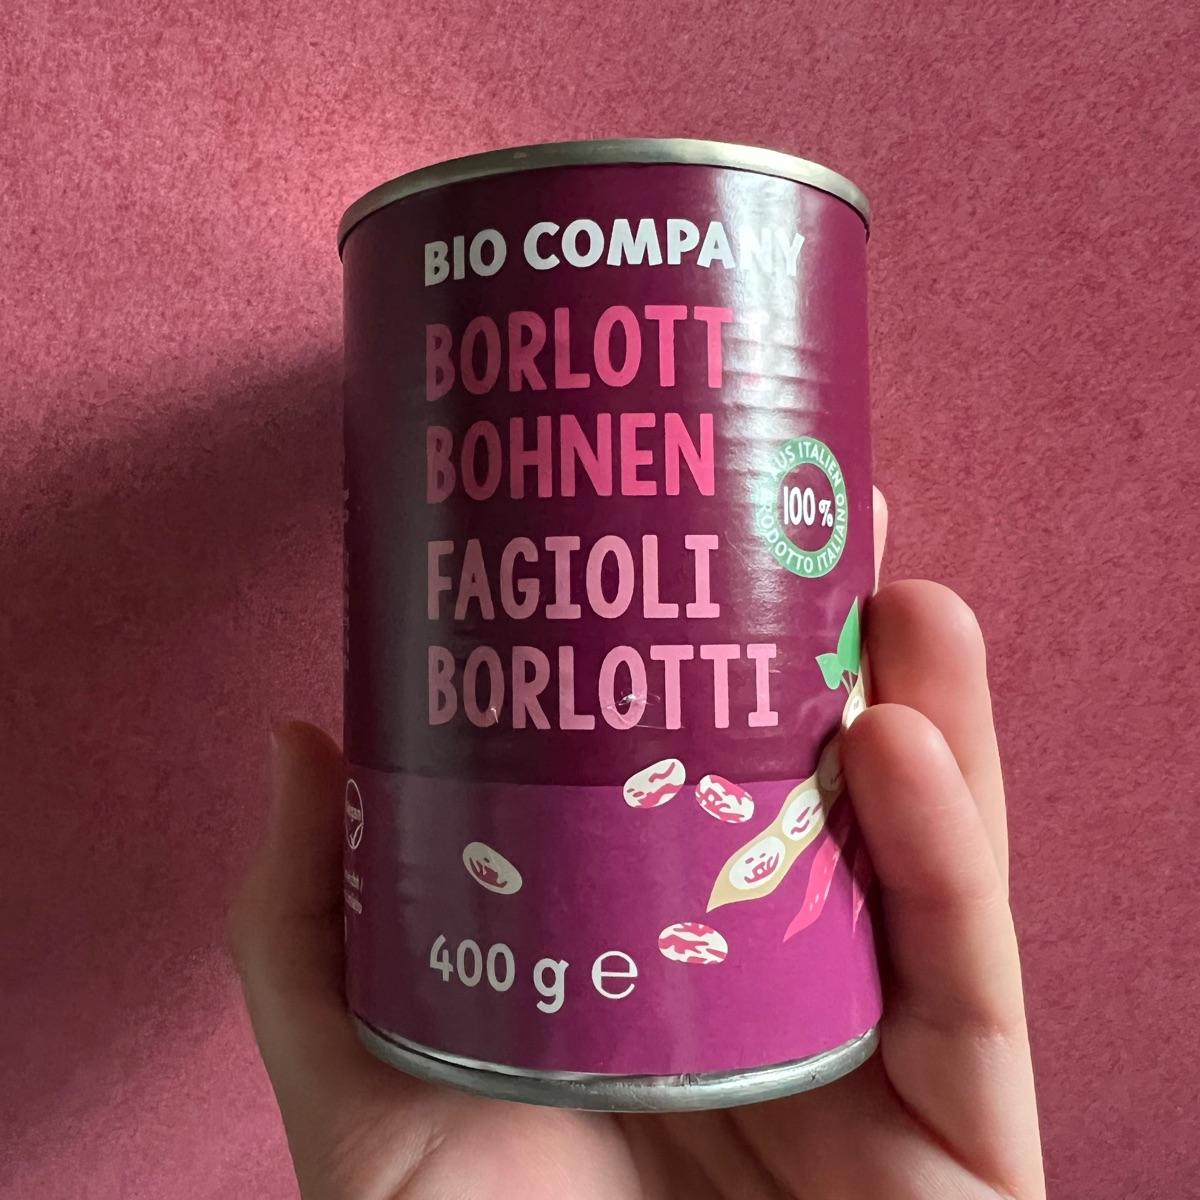 BIO COMPANY
BORLOTTI
BOHNEN
FAGIOLI
BORLOTTI
AUS ITALIEN
100 %
PRODOTTO ITALIANO
400 g ℮